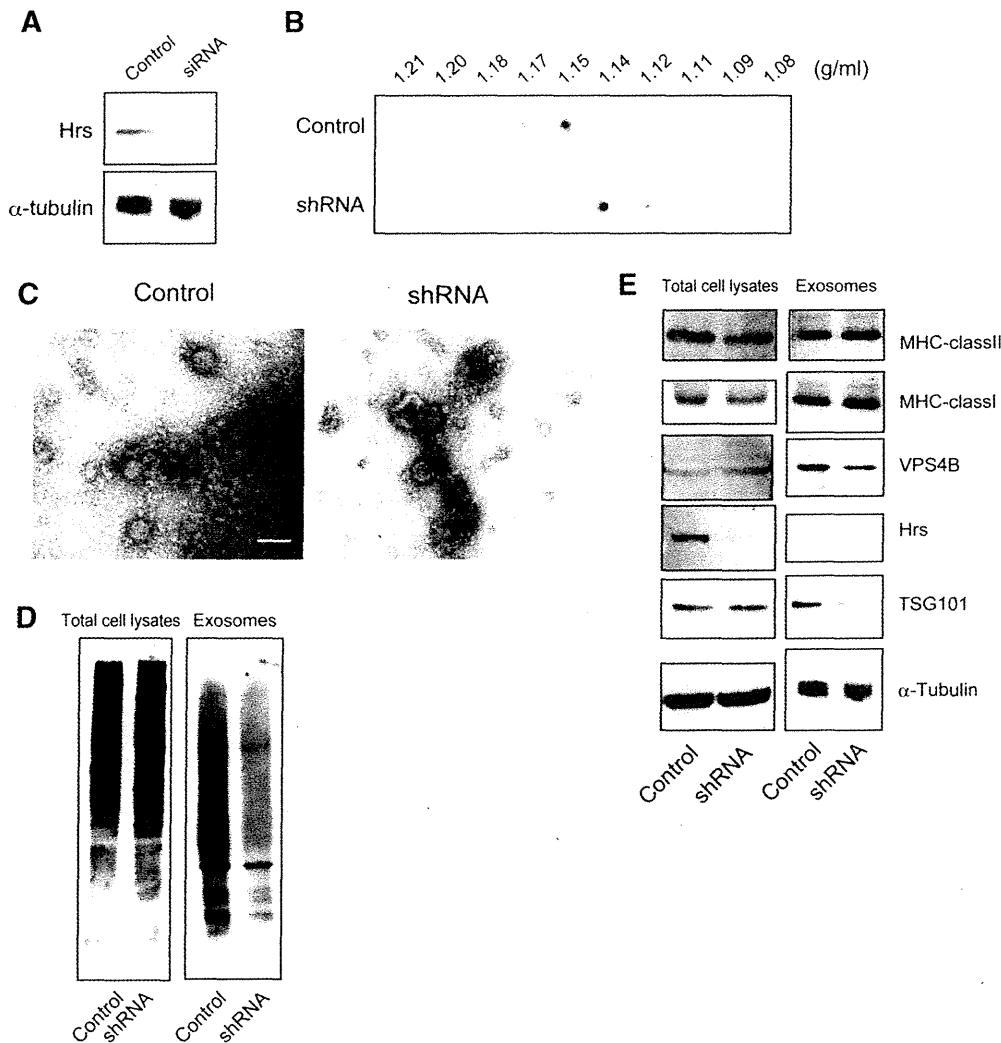 A
Control siRNA
Hrs
α-tubulin
B
1.21 1.20 1.18 1.17 1.15 1.14 1.12 1.11 1.09 1.08 (g/ml)
Control
shRNA
C
Control shRNA
D
Total cell lysates Exosomes
Control shRNA Control shRNA
E
Total cell lysates Exosomes
MHC-classII
MHC-classI
VPS4B
Hrs
TSG101
α-Tubulin
Control shRNA Control shRNA